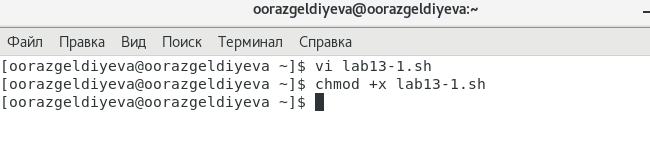 oorazgeldiyeva@oorazgeldiyeva:~
Файл Правка Вид Поиск Терминал Справка
[oorazgeldiyeva@oorazgeldiyeva ~]$ vi lab13-1.sh
[oorazgeldiyeva@oorazgeldiyeva ~]$ chmod +x lab13-1.sh
[oorazgeldiyeva@oorazgeldiyeva ~]$